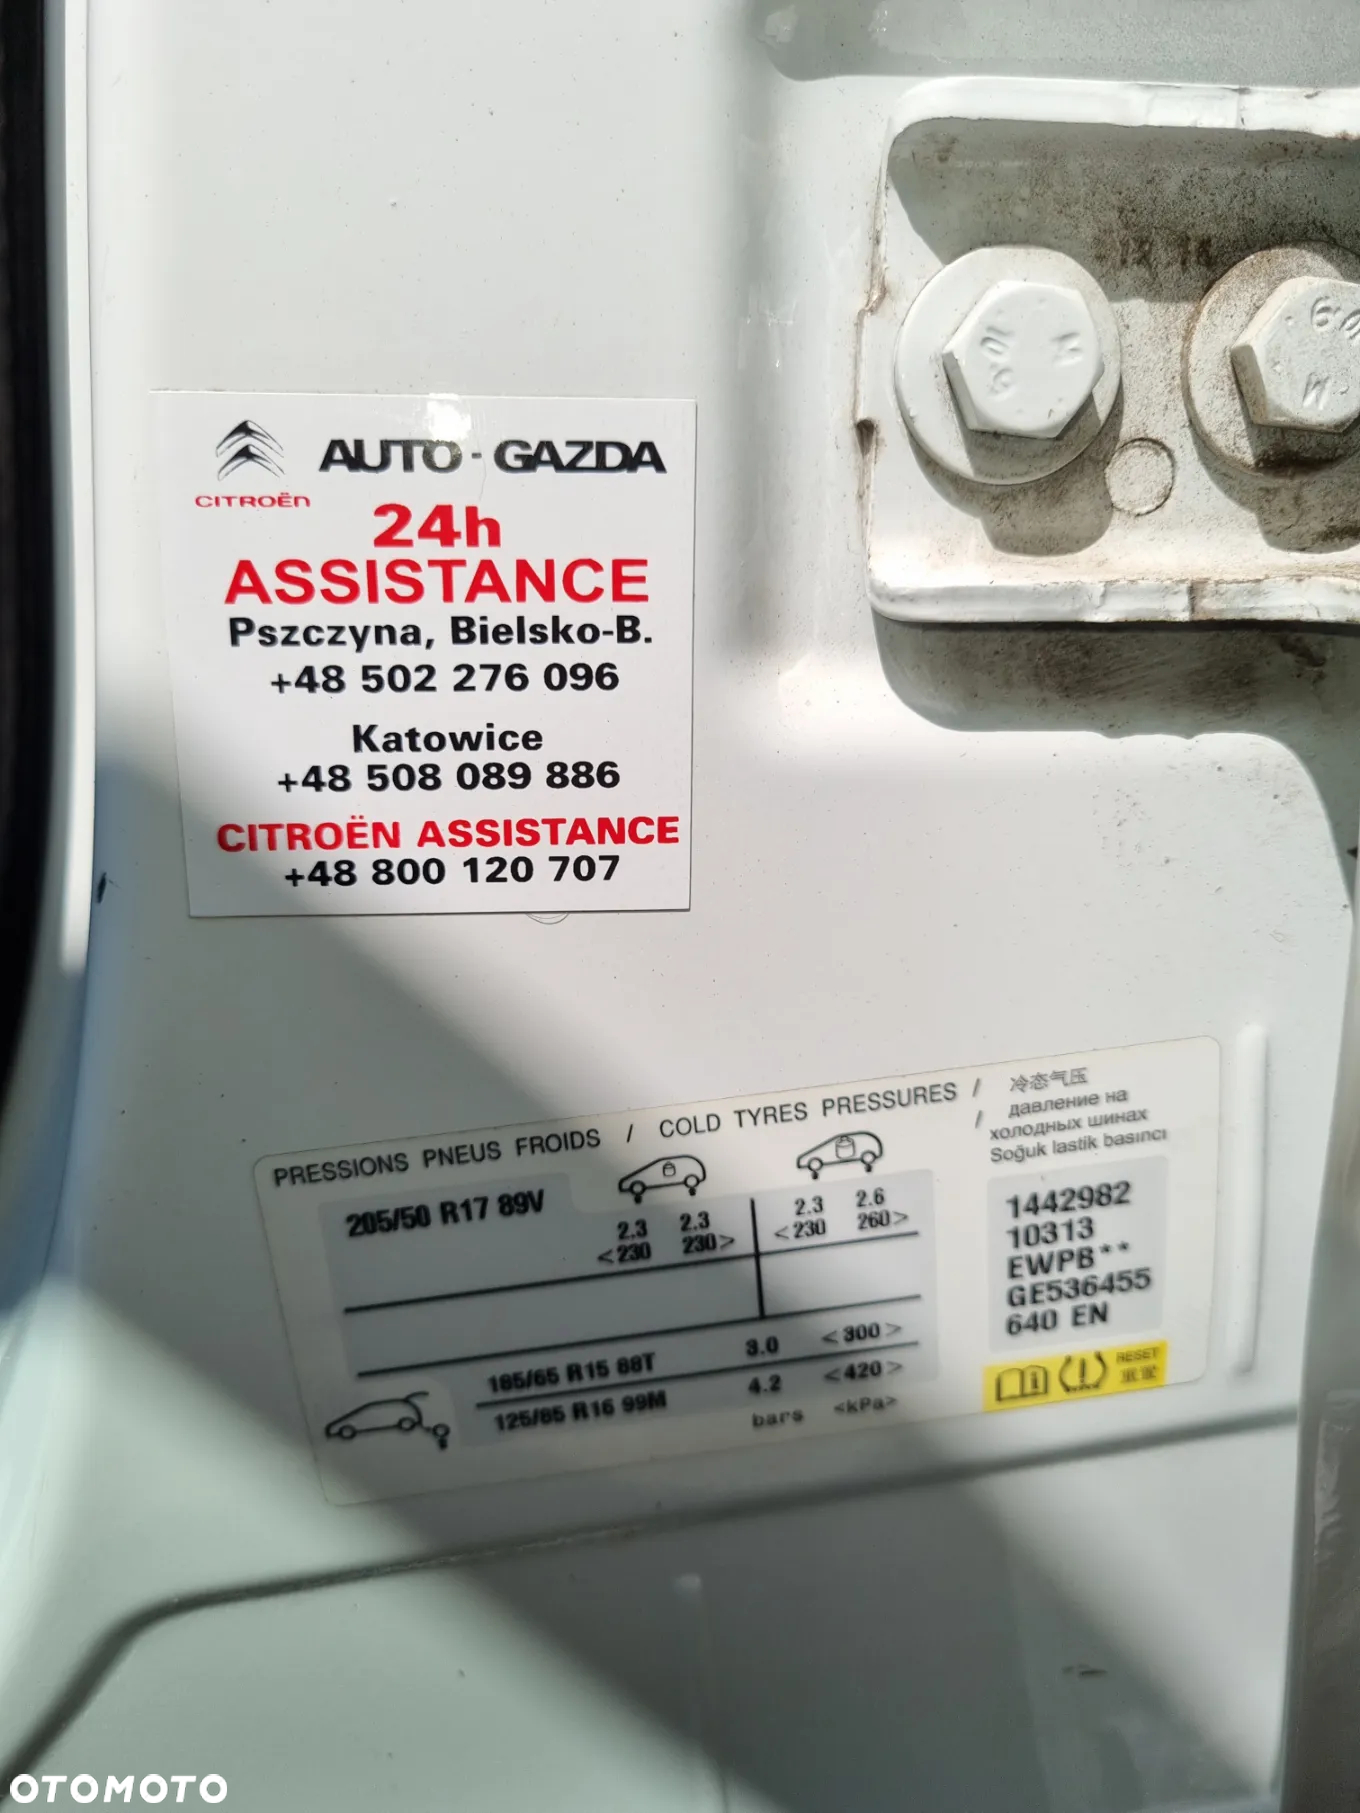 CITROËN
AUTO - GAZDA
24h
ASSISTANCE
Pszczyna, Bielsko-B.
+48 502 276 096
Katowice
+48 508 089 886
CITROËN ASSISTANCE
+48 800 120 707
PRESSIONS PNEUS FROIDS / COLD TYRES PRESSURES /
冷态气压
/ давление на
холодных шинах
Soğuk lastik basıncı
205/50 R17 89V
2.3 2.3
<230 230>
2.3 2.6
<230 260>
185/65 R15 88T 3.0 <300>
125/85 R16 99M 4.2 <420>
bars <kPa>
1442982
10313
EWPB**
GE536455
640 EN
RESET
OTOMOTO